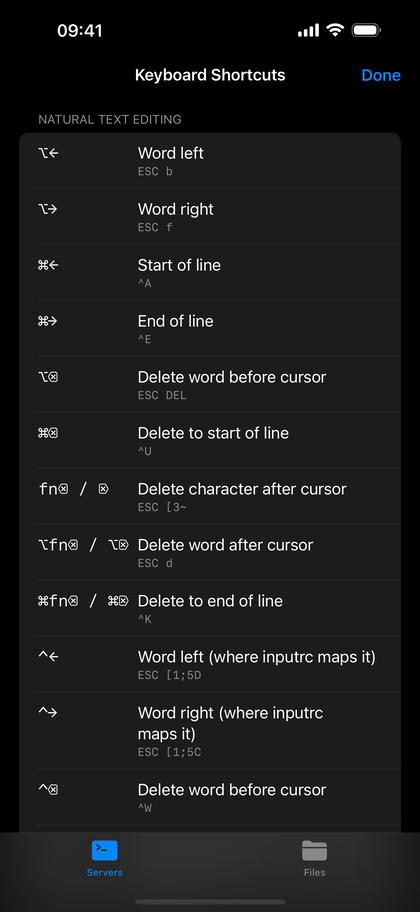 09:41
Keyboard Shortcuts
Done
NATURAL TEXT EDITING
⌥← Word left
ESC b
⌥→ Word right
ESC f
⌘← Start of line
^A
⌘→ End of line
^E
⌥⌫ Delete word before cursor
ESC DEL
⌘⌫ Delete to start of line
^U
fn⌫ / ⌦ Delete character after cursor
ESC [3~
⌥fn⌫ / ⌥⌦ Delete word after cursor
ESC d
⌘fn⌫ / ⌘⌦ Delete to end of line
^K
^← Word left (where inputrc maps it)
ESC [1;5D
^→ Word right (where inputrc
maps it)
ESC [1;5C
^⌫ Delete word before cursor
^W
Servers
Files